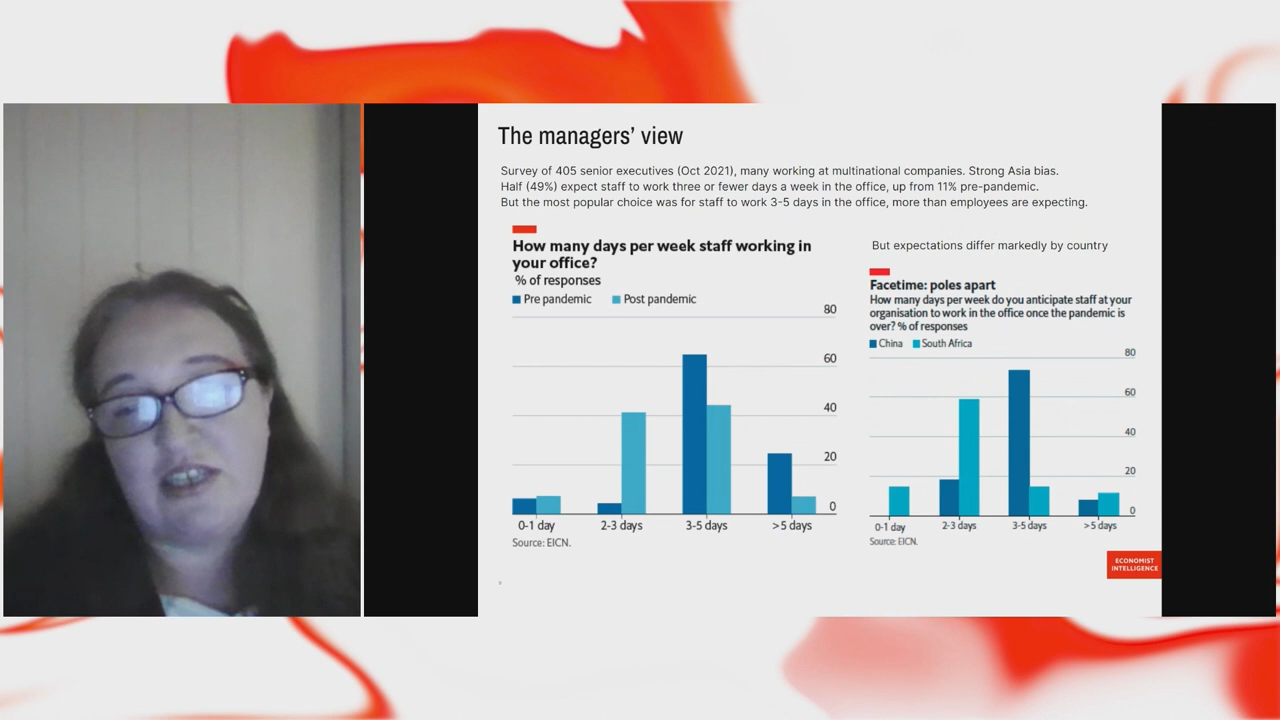 The managers’ view
Survey of 405 senior executives (Oct 2021), many working at multinational companies. Strong Asia bias.
Half (49%) expect staff to work three or fewer days a week in the office, up from 11% pre-pandemic.
But the most popular choice was for staff to work 3-5 days in the office, more than employees are expecting.
How many days per week staff working in
your office?
% of responses
Pre pandemic
Post pandemic
80
60
40
20
0
0-1 day
2-3 days
3-5 days
>5 days
Source: EICN.
But expectations differ markedly by country
Facetime: poles apart
How many days per week do you anticipate staff at your
organisation to work in the office once the pandemic is
over? % of responses
China
South Africa
80
60
40
20
0
0-1 day
2-3 days
3-5 days
>5 days
Source: EICN.
ECONOMIST
INTELLIGENCE